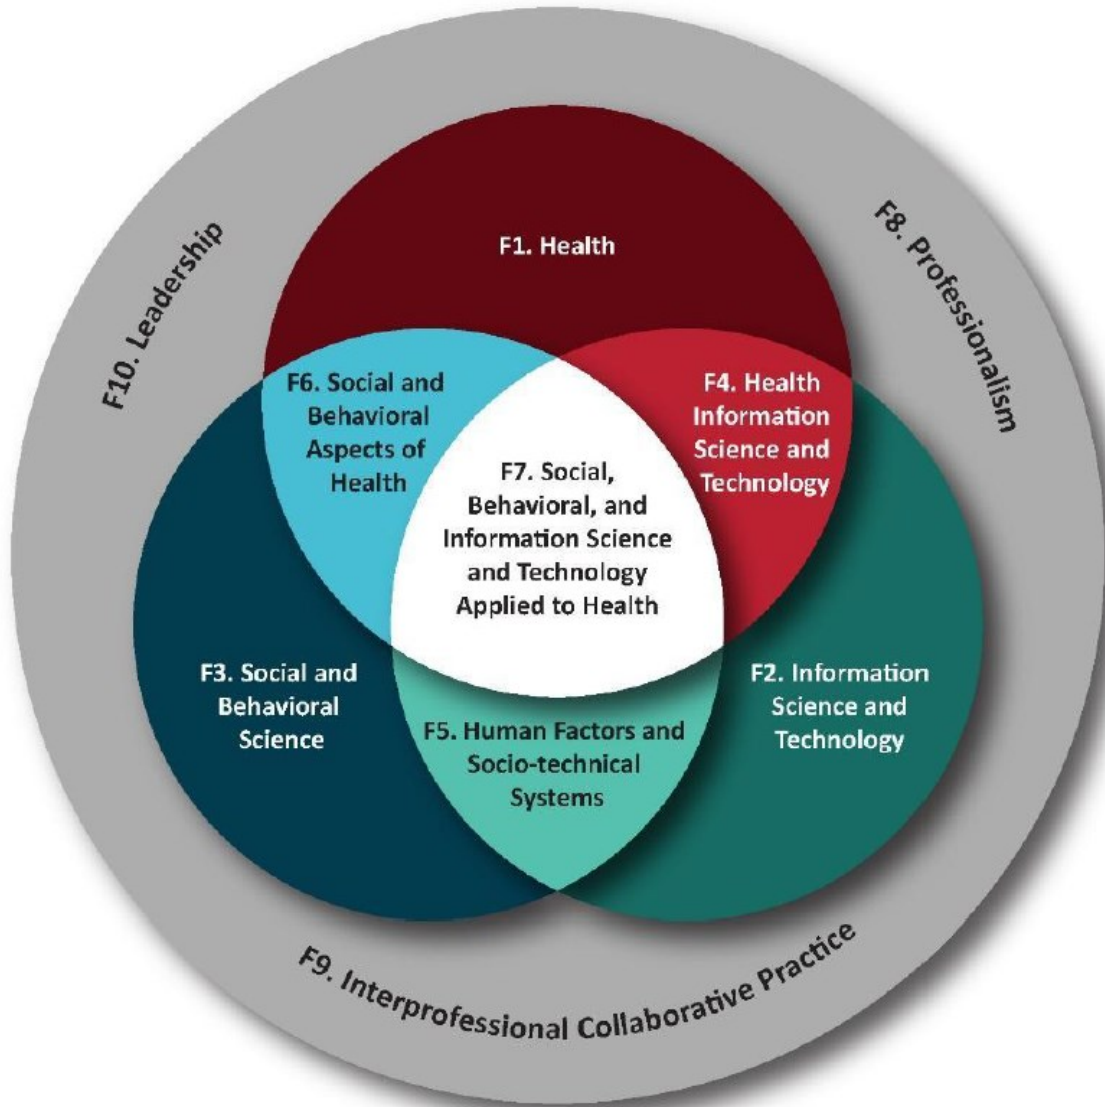 F1. Health
F10. Leadership
F8. Professionalism
F6. Social and
Behavioral
Aspects of
Health
F4. Health
Information
Science and
Technology
F7. Social,
Behavioral, and
Information Science
and Technology
Applied to Health
F3. Social and
Behavioral
Science
F2. Information
Science and
Technology
F5. Human Factors and
Socio-technical
Systems
F9. Interprofessional Collaborative Practice